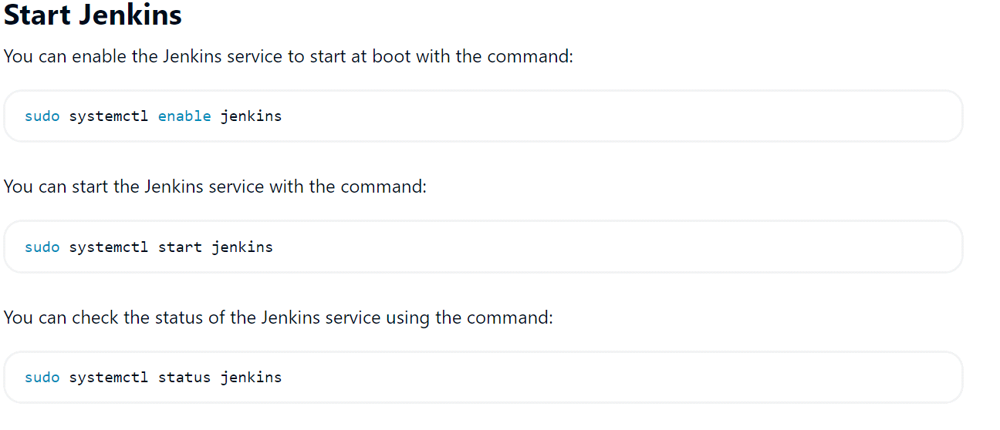 Start Jenkins
You can enable the Jenkins service to start at boot with the command:
sudo systemctl enable jenkins
You can start the Jenkins service with the command:
sudo systemctl start jenkins
You can check the status of the Jenkins service using the command:
sudo systemctl status jenkins